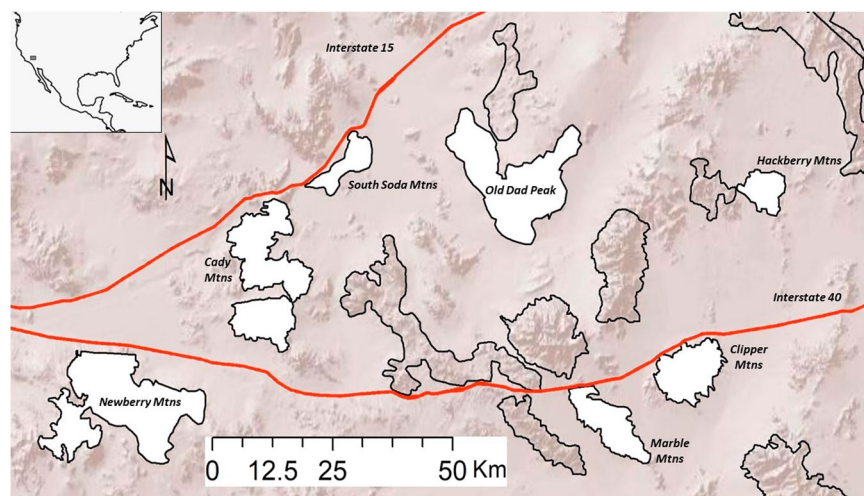 Interstate 15
N
South Soda Mtns
Old Dad Peak
Hackberry Mtns
Cady
Mtns
Interstate 40
Clipper
Mtns
Newberry Mtns
Marble
Mtns
0 12.5 25 50 Km